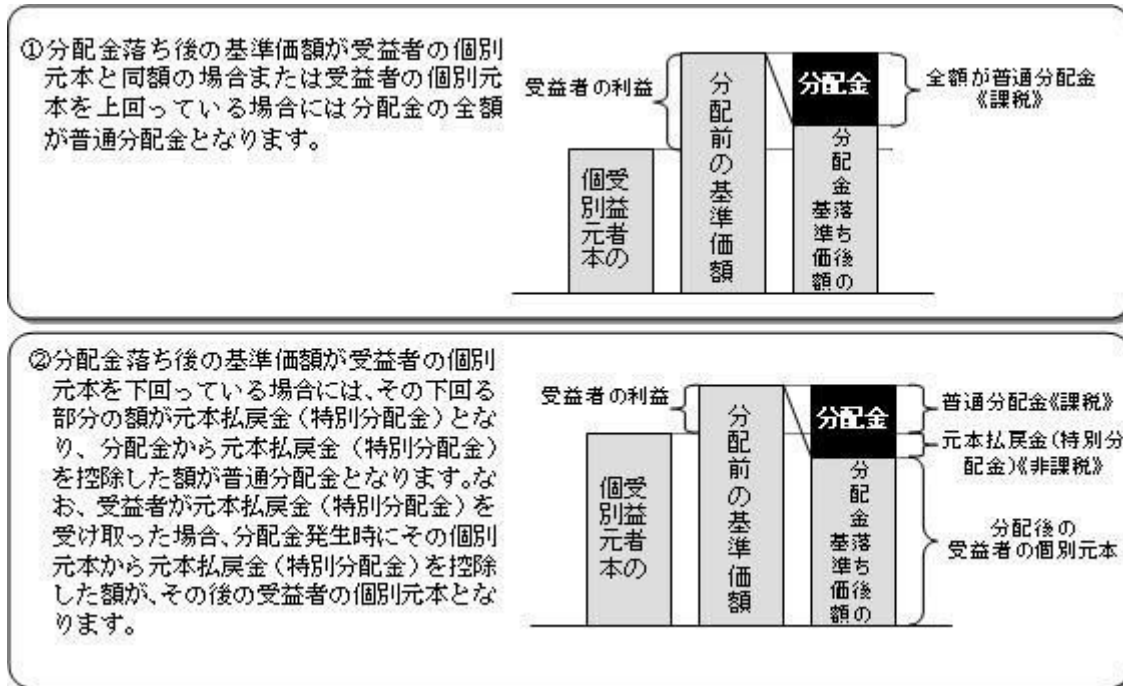 ①分配金落ち後の基準価額が受益者の個別
元本と同額の場合または受益者の個別元
本を上回っている場合には分配金の全額
が普通分配金となります。
受益者の利益
分配前の基準価額
分配金
全額が普通分配金
《課税》
受益者の
個別元本
分配金落ち後の
基準価額
②分配金落ち後の基準価額が受益者の個別
元本を下回っている場合には、その下回る
部分の額が元本払戻金（特別分配金）とな
り、分配金から元本払戻金（特別分配金）
を控除した額が普通分配金となります。な
お、受益者が元本払戻金（特別分配金）を
受け取った場合、分配金発生時にその個別
元本から元本払戻金（特別分配金）を控除
した額が、その後の受益者の個別元本とな
ります。
受益者の利益
分配前の基準価額
分配金
普通分配金《課税》
元本払戻金（特別分
配金）《非課税》
受益者の
個別元本
分配金落ち後の
基準価額
分配後の
受益者の個別元本